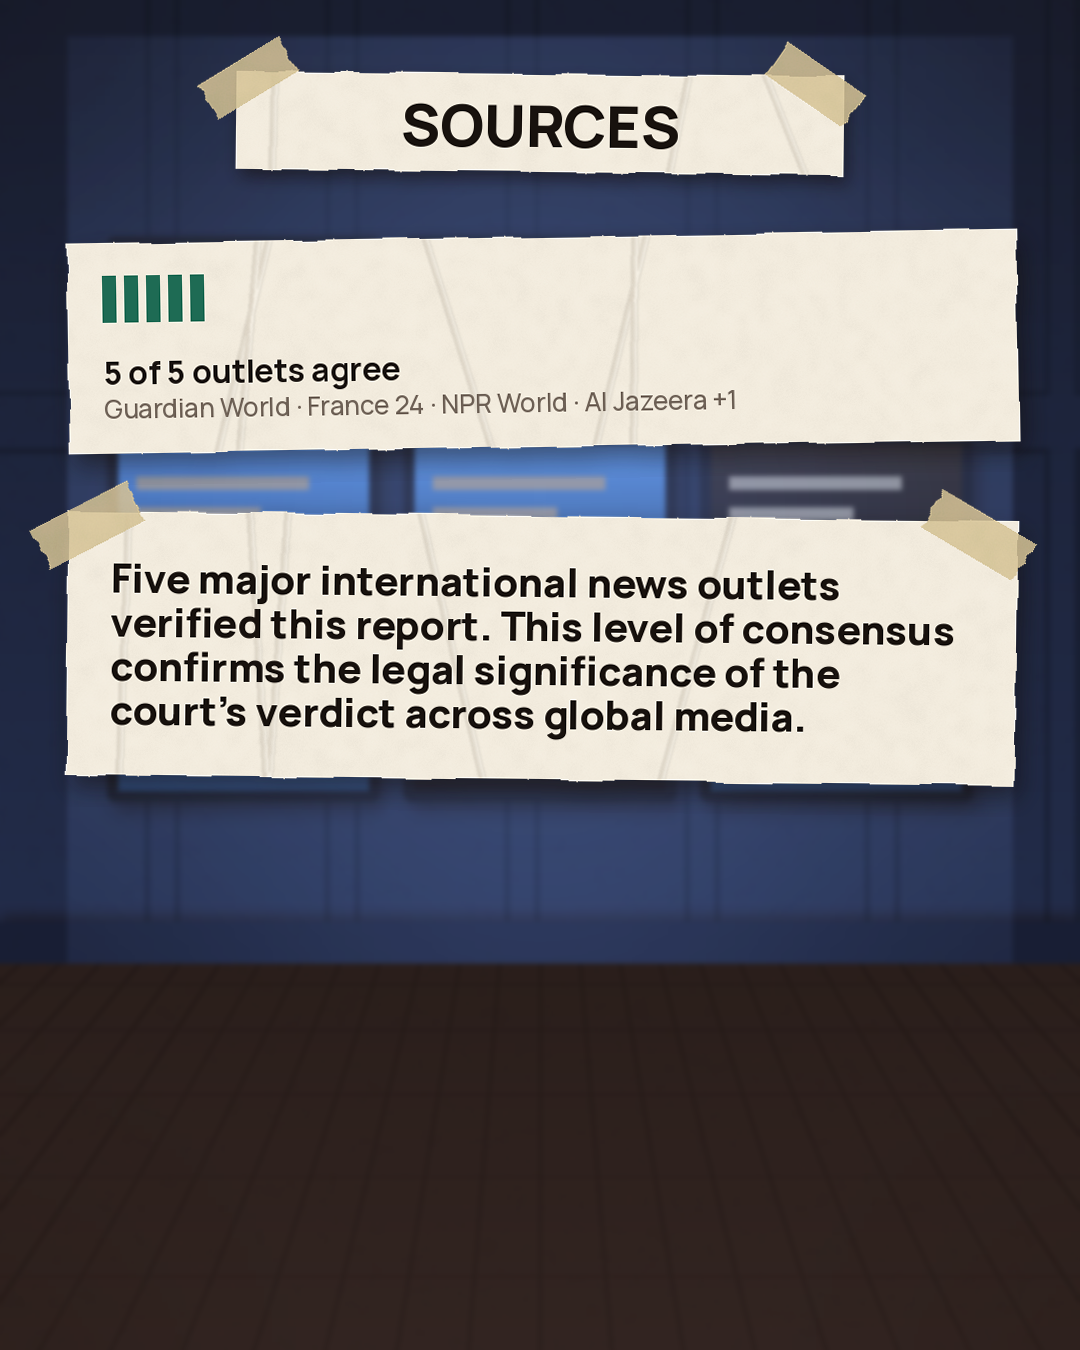 SOURCES
5 of 5 outlets agree
Guardian World · France 24 · NPR World · Al Jazeera +1
Five major international news outlets
verified this report. This level of consensus
confirms the legal significance of the
court’s verdict across global media.